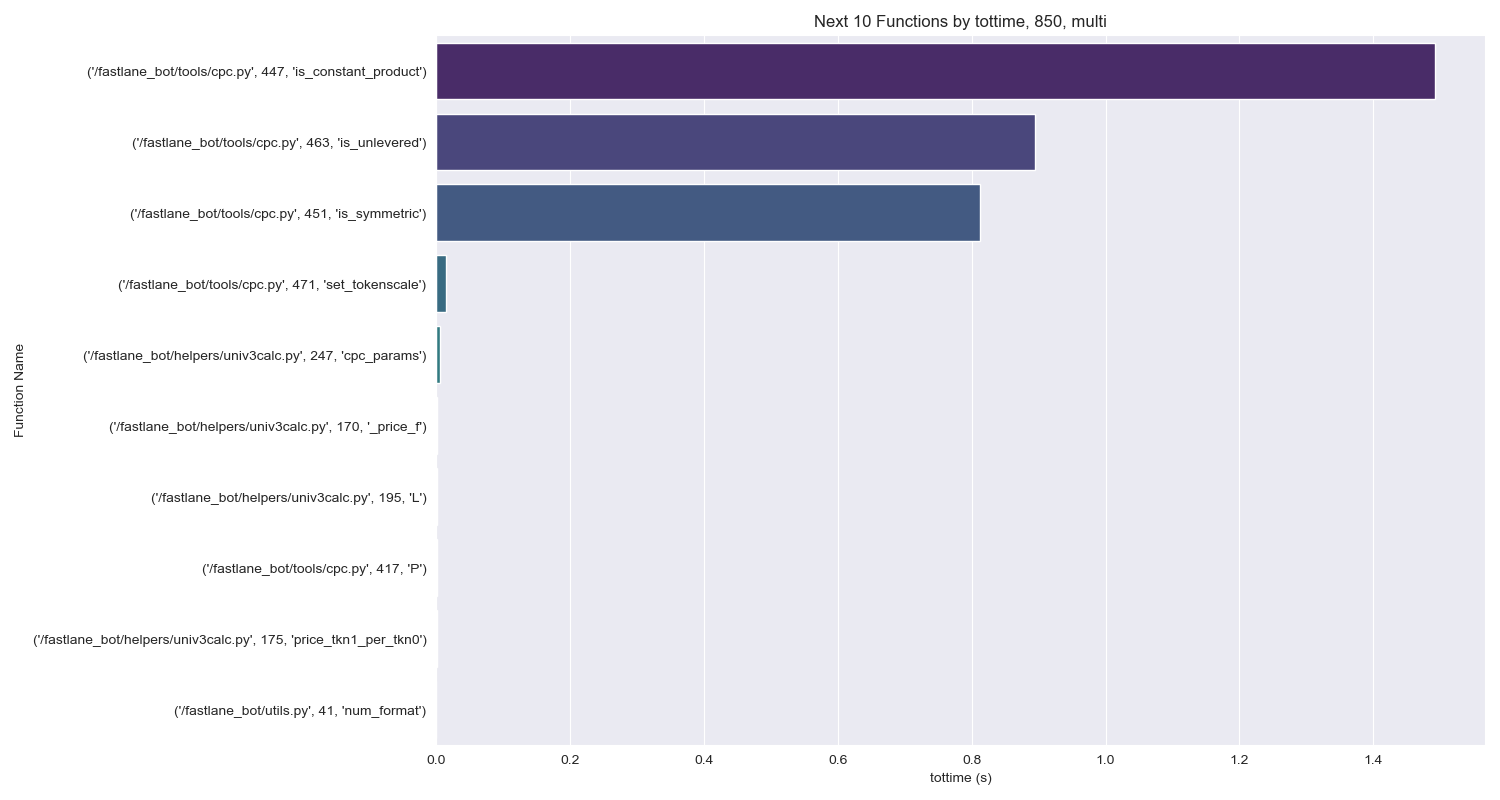 Next 10 Functions by tottime, 850, multi
('/fastlane_bot/tools/cpc.py', 447, 'is_constant_product')
('/fastlane_bot/tools/cpc.py', 463, 'is_unlevered')
('/fastlane_bot/tools/cpc.py', 451, 'is_symmetric')
('/fastlane_bot/tools/cpc.py', 471, 'set_tokenscale')
('/fastlane_bot/helpers/univ3calc.py', 247, 'cpc_params')
('/fastlane_bot/helpers/univ3calc.py', 170, '_price_f')
('/fastlane_bot/helpers/univ3calc.py', 195, 'L')
('/fastlane_bot/tools/cpc.py', 417, 'P')
('/fastlane_bot/helpers/univ3calc.py', 175, 'price_tkn1_per_tkn0')
('/fastlane_bot/utils.py', 41, 'num_format')
Function Name
0.0 0.2 0.4 0.6 0.8 1.0 1.2 1.4
tottime (s)